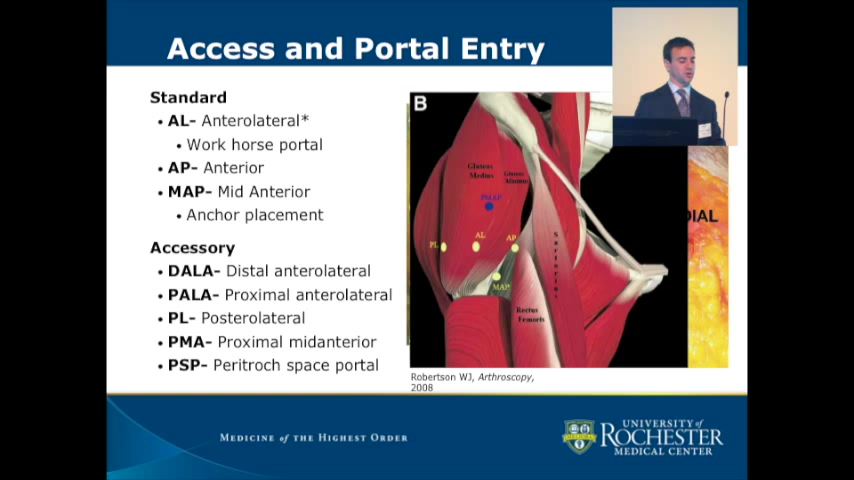 Access and Portal Entry
Standard
• AL- Anterolateral*
• Work horse portal
• AP- Anterior
• MAP- Mid Anterior
• Anchor placement
Accessory
• DALA- Distal anterolateral
• PALA- Proximal anterolateral
• PL- Posterolateral
• PMA- Proximal midanterior
• PSP- Peritroch space portal
B
Gluteus
Medius
Gluteus
Minimus
PMAP
PL
AL
AP
MAP
Sartorius
Rectus
Femoris
DIAL
Robertson WJ, Arthroscopy,
2008
MEDICINE of THE HIGHEST ORDER
UNIVERSITY of
ROCHESTER
MEDICAL CENTER